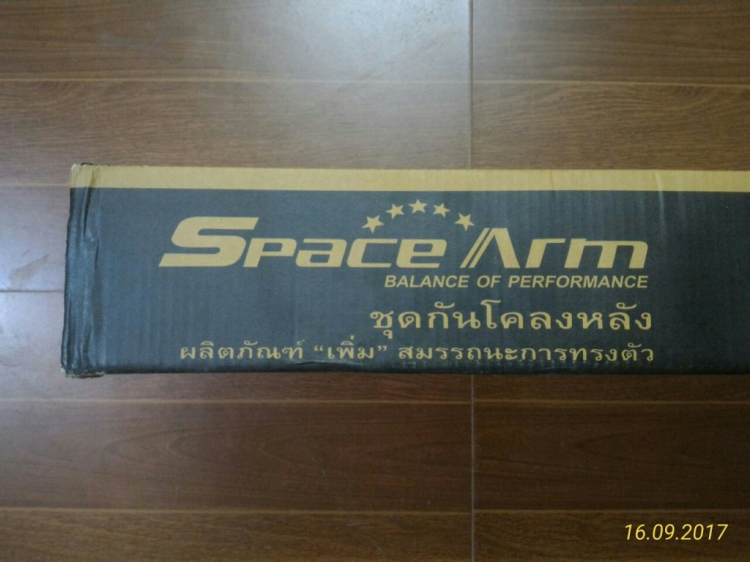 Space Arm
BALANCE OF PERFORMANCE
ชุดกันโคลงหลัง
ผลิตภัณฑ์ “เพิ่ม” สมรรถนะการทรงตัว
16.09.2017